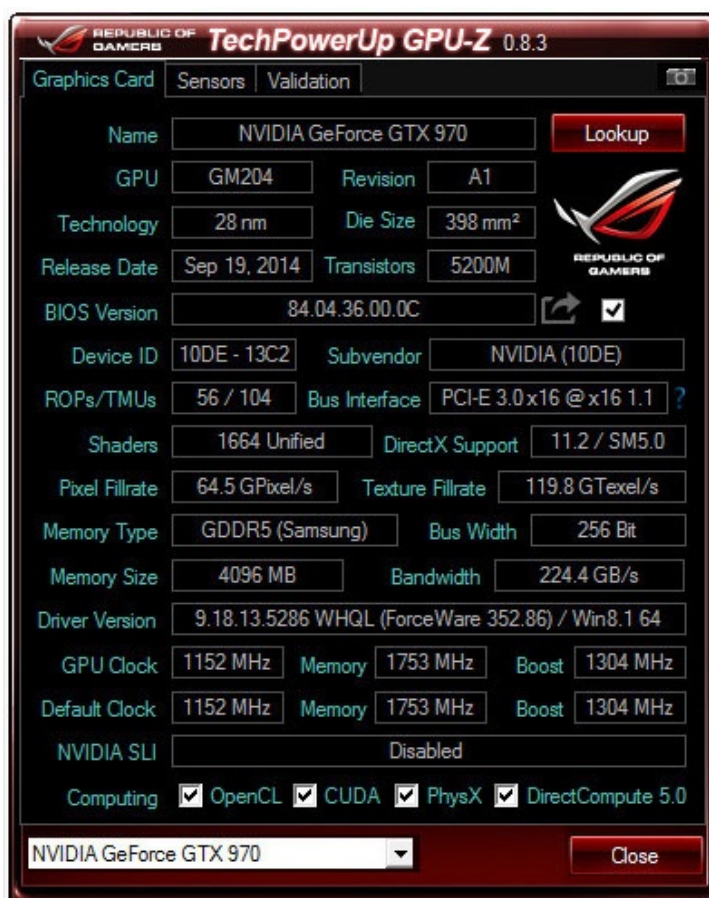 REPUBLIC OF GAMERS TechPowerUp GPU-Z 0.8.3
Graphics Card Sensors Validation
Name NVIDIA GeForce GTX 970 Lookup
GPU GM204 Revision A1
Technology 28 nm Die Size 398 mm²
REPUBLIC OF GAMERS
Release Date Sep 19, 2014 Transistors 5200M
BIOS Version 84.04.36.00.0C
Device ID 10DE - 13C2 Subvendor NVIDIA (10DE)
ROPs/TMUs 56 / 104 Bus Interface PCI-E 3.0 x16 @ x16 1.1 ?
Shaders 1664 Unified DirectX Support 11.2 / SM5.0
Pixel Fillrate 64.5 GPixel/s Texture Fillrate 119.8 GTexel/s
Memory Type GDDR5 (Samsung) Bus Width 256 Bit
Memory Size 4096 MB Bandwidth 224.4 GB/s
Driver Version 9.18.13.5286 WHQL (ForceWare 352.86) / Win8.1 64
GPU Clock 1152 MHz Memory 1753 MHz Boost 1304 MHz
Default Clock 1152 MHz Memory 1753 MHz Boost 1304 MHz
NVIDIA SLI Disabled
Computing OpenCL CUDA PhysX DirectCompute 5.0
NVIDIA GeForce GTX 970 Close